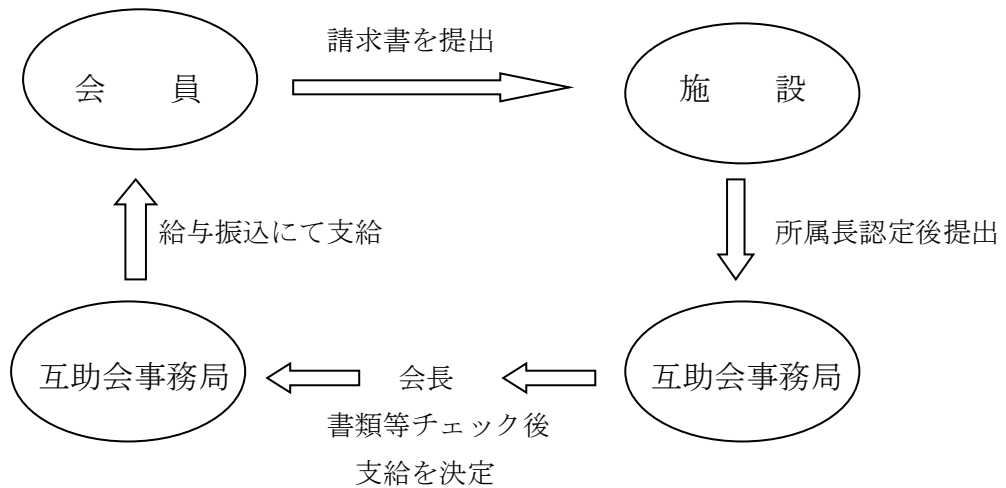 請求書を提出
会　　員
施　　設
給与振込にて支給
所属長認定後提出
互助会事務局
会長
互助会事務局
書類等チェック後
支給を決定